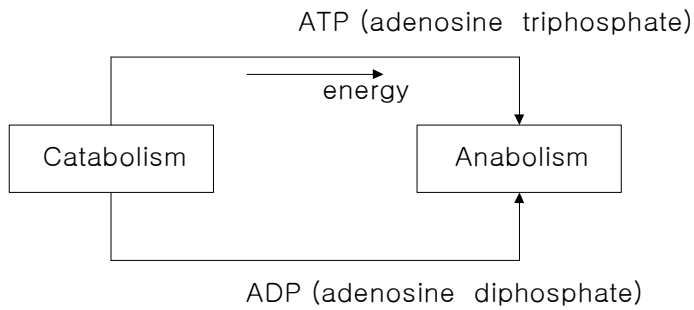 ATP (adenosine triphosphate)
energy
Catabolism
Anabolism
ADP (adenosine diphosphate)